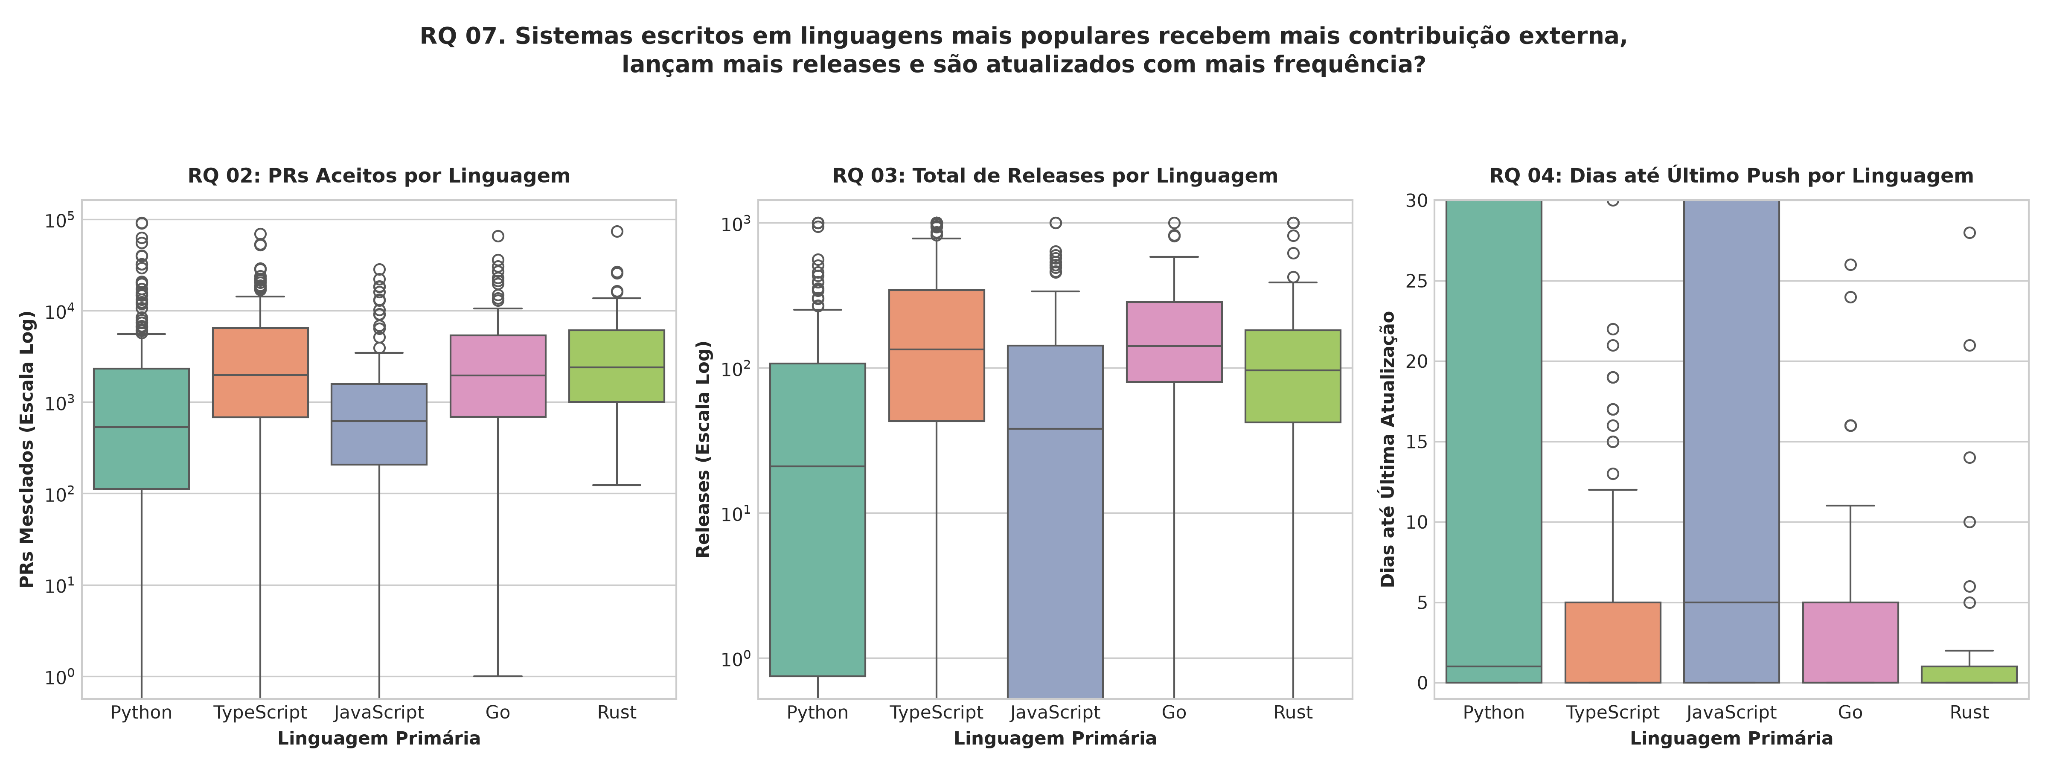 RQ 07. Sistemas escritos em linguagens mais populares recebem mais contribuição externa,
lançam mais releases e são atualizados com mais frequência?
RQ 02: PRs Aceitos por Linguagem
PRs Mesclados (Escala Log)
10⁵
10⁴
10³
10²
10¹
10⁰
Python TypeScript JavaScript Go Rust
Linguagem Primária
RQ 03: Total de Releases por Linguagem
Releases (Escala Log)
10³
10²
10¹
10⁰
Python TypeScript JavaScript Go Rust
Linguagem Primária
RQ 04: Dias até Último Push por Linguagem
Dias até Última Atualização
30
25
20
15
10
5
0
Python TypeScript JavaScript Go Rust
Linguagem Primária